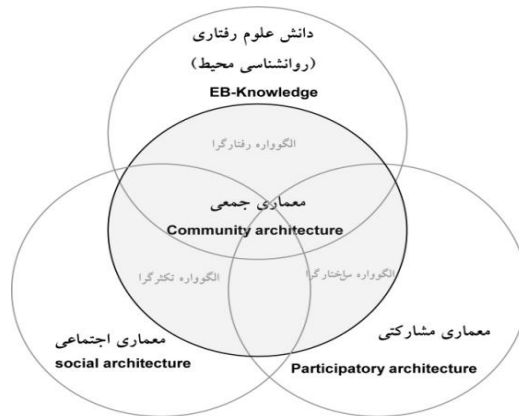 دانش علوم رفتاری
(روانشناسی محیط)
EB-Knowledge
الگوواره رفتارگرا
معماری جمعی
Community architecture
الگوواره تکثرگرا
الگوواره ساختارگرا
معماری اجتماعی
social architecture
معماری مشارکتی
Participatory architecture